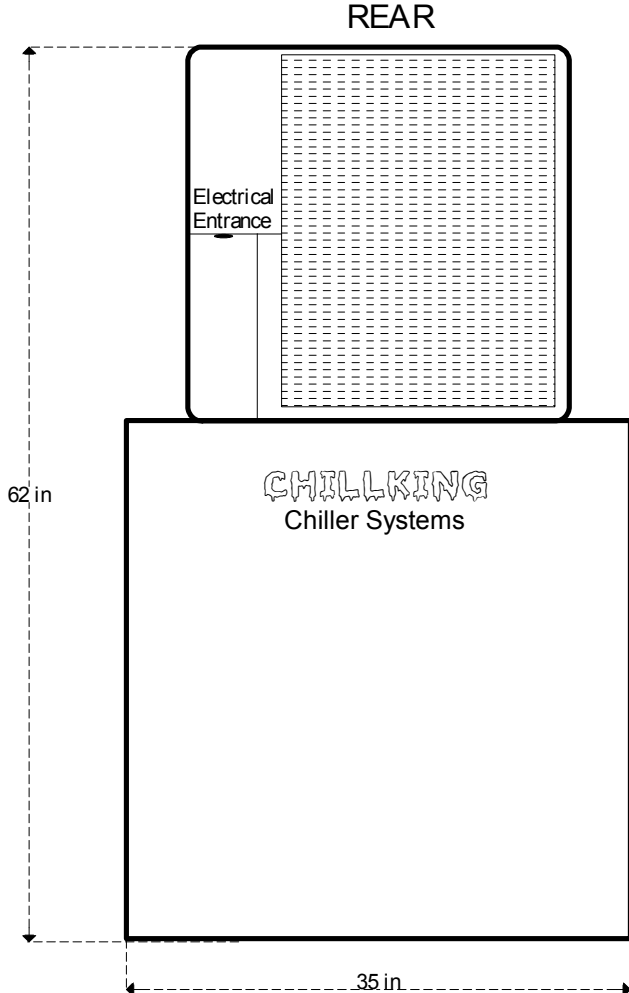 REAR
Electrical
Entrance
62 in
CHILLKING
Chiller Systems
35 in